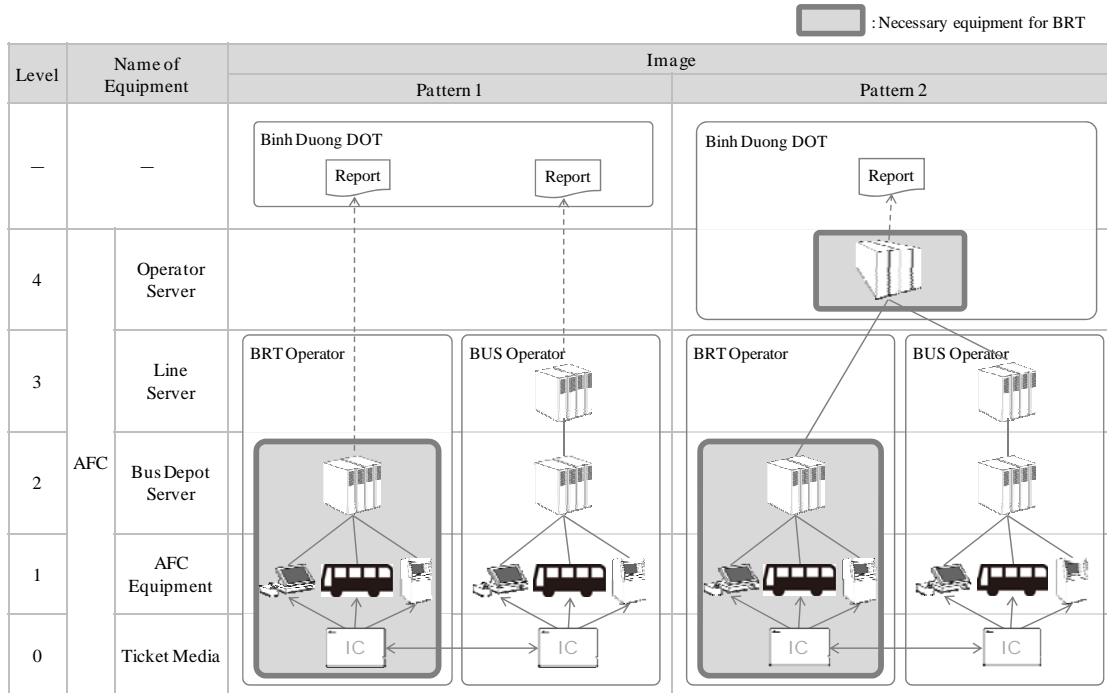 : Necessary equipment for BRT
Level
Name of
Equipment
Image
Pattern 1
Pattern 2
—
—
Binh Duong DOT
Report
Report
Binh Duong DOT
Report
4
Operator
Server
3
Line
Server
BRT Operator
BUS Operator
BRT Operator
BUS Operator
AFC
2
Bus Depot
Server
1
AFC
Equipment
0
Ticket Media
IC
IC
IC
IC